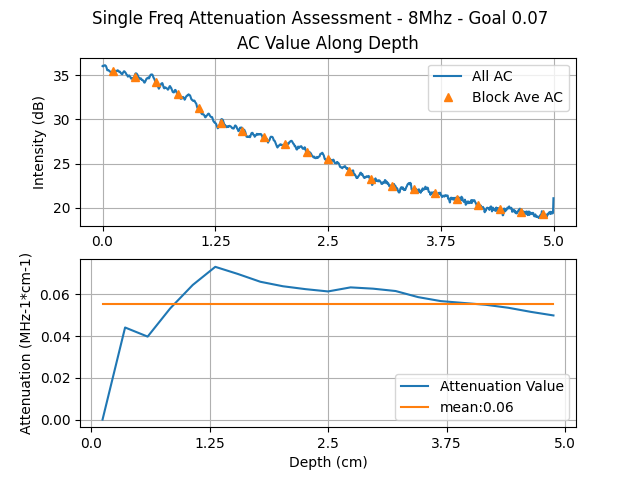 Single Freq Attenuation Assessment - 8Mhz - Goal 0.07
AC Value Along Depth
Intensity (dB)
35
30
25
20
All AC
Block Ave AC
0.0 1.25 2.5 3.75 5.0
Attenuation (MHz-1*cm-1)
0.06
0.04
0.02
0.00
Attenuation Value
mean:0.06
0.0 1.25 2.5 3.75 5.0
Depth (cm)